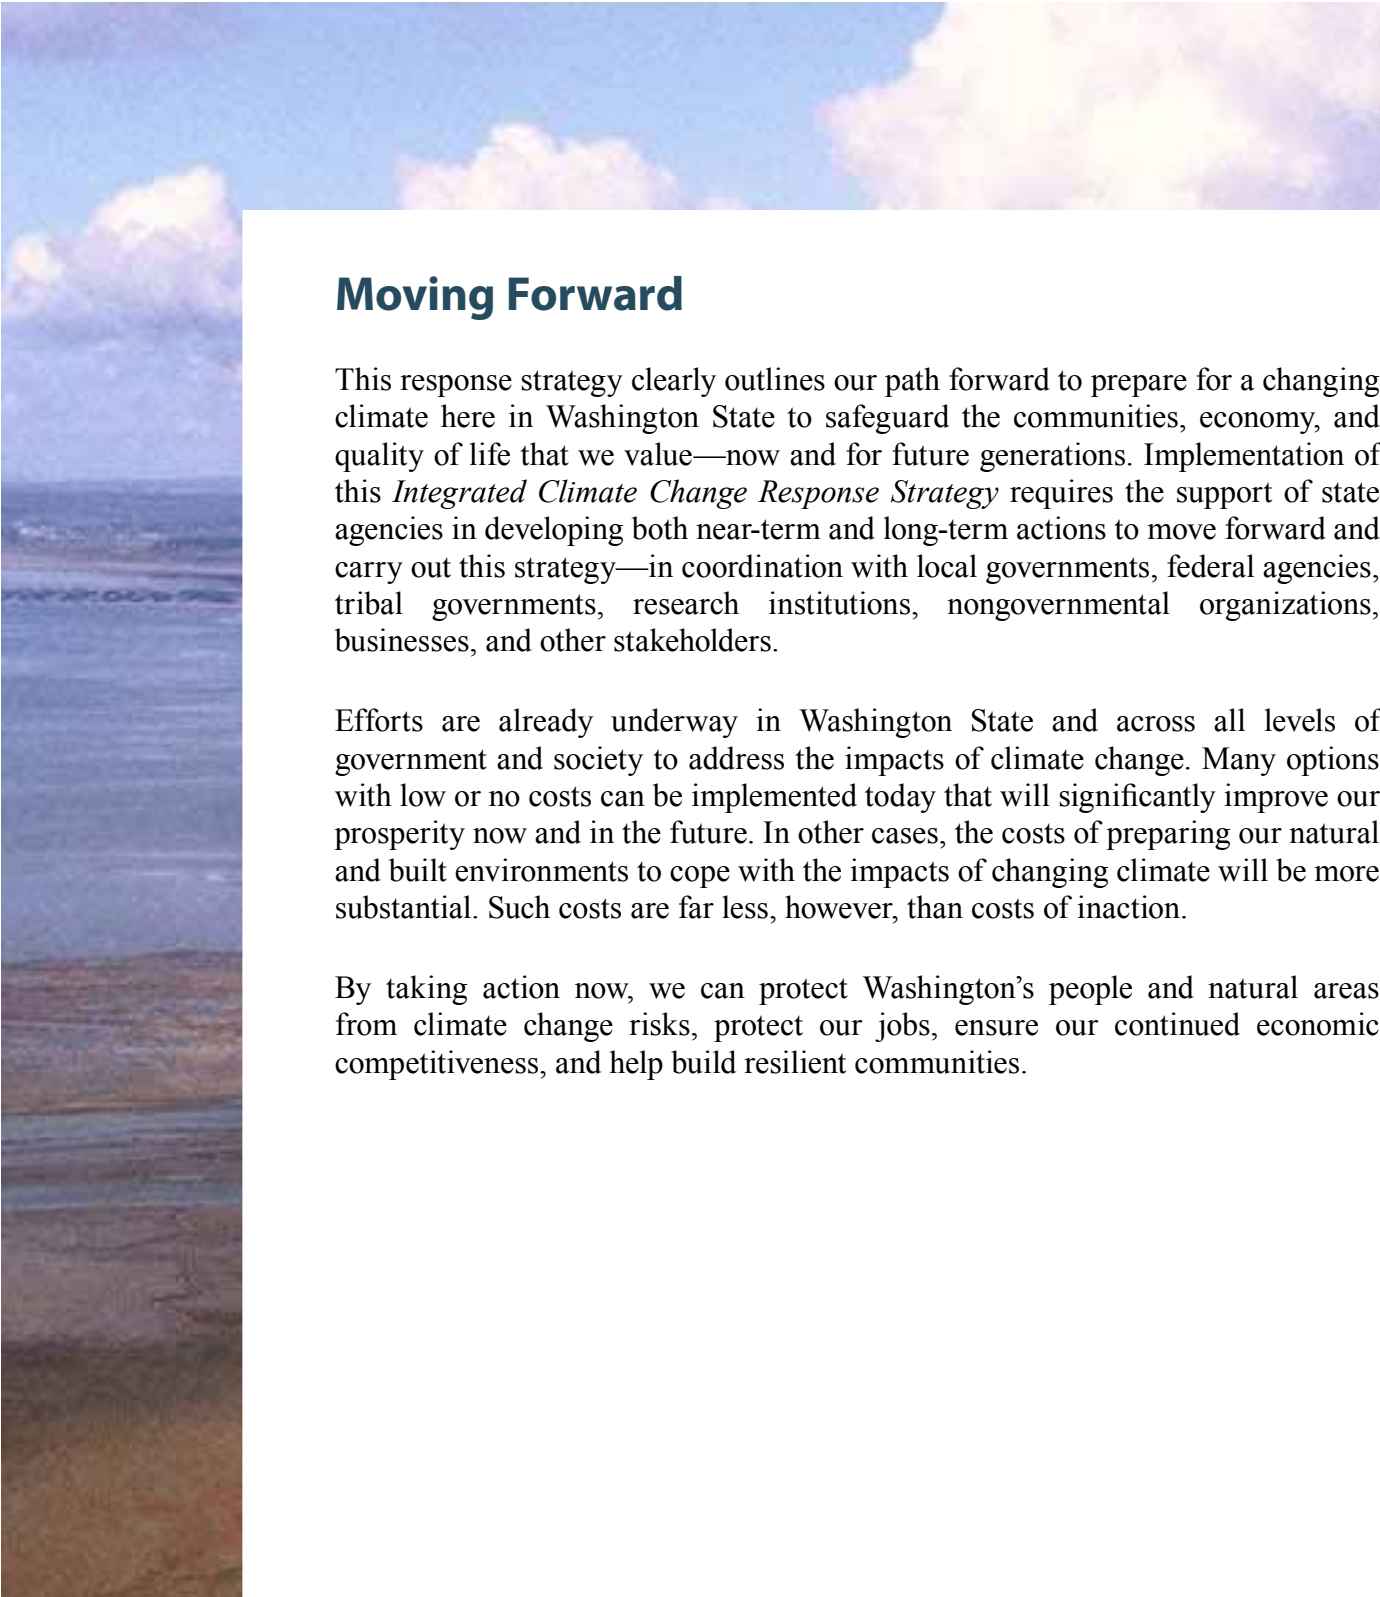 Moving Forward
This response strategy clearly outlines our path forward to prepare for a changing
climate here in Washington State to safeguard the communities, economy, and
quality of life that we value—now and for future generations. Implementation of
this Integrated Climate Change Response Strategy requires the support of state
agencies in developing both near-term and long-term actions to move forward and
carry out this strategy—in coordination with local governments, federal agencies,
tribal governments, research institutions, nongovernmental organizations,
businesses, and other stakeholders.
Efforts are already underway in Washington State and across all levels of
government and society to address the impacts of climate change. Many options
with low or no costs can be implemented today that will significantly improve our
prosperity now and in the future. In other cases, the costs of preparing our natural
and built environments to cope with the impacts of changing climate will be more
substantial. Such costs are far less, however, than costs of inaction.
By taking action now, we can protect Washington’s people and natural areas
from climate change risks, protect our jobs, ensure our continued economic
competitiveness, and help build resilient communities.